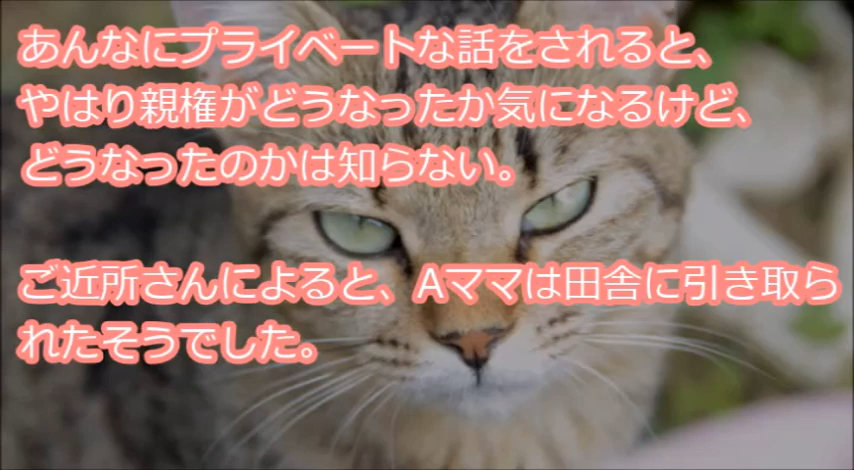 あんなにプライベートな話をされると、
やはり親権がどうなったか気になるけど、
どうなったのかは知らない。
ご近所さんによると、Aママは田舎に引き取ら
れたそうでした。